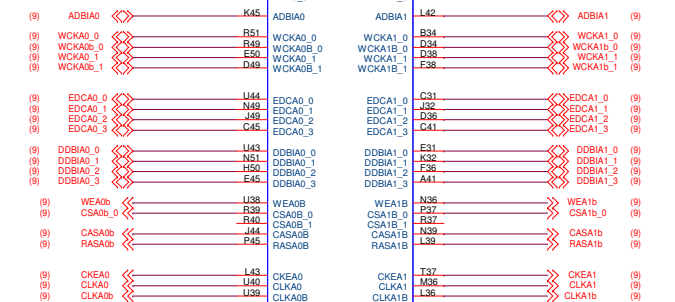 (9) ADBIA0 K45 ADBIA0 ADBIA1 L42 ADBIA1 (9)
(9) WCKA0_0 R51 WCKA0_0 WCKA1_0 B34 WCKA1_0 (9)
(9) WCKA0b_0 R49 WCKA0B_0 WCKA1B_0 D34 WCKA1b_0 (9)
(9) WCKA0_1 E50 WCKA0_1 WCKA1_1 D38 WCKA1_1 (9)
(9) WCKA0b_1 D49 WCKA0B_1 WCKA1B_1 F38 WCKA1b_1 (9)
(9) EDCA0_0 U44 EDCA0_0 EDCA1_0 C31 EDCA1_0 (9)
(9) EDCA0_1 N49 EDCA0_1 EDCA1_1 J32 EDCA1_1 (9)
(9) EDCA0_2 J49 EDCA0_2 EDCA1_2 D36 EDCA1_2 (9)
(9) EDCA0_3 C45 EDCA0_3 EDCA1_3 C41 EDCA1_3 (9)
(9) DDBIA0_0 U43 DDBIA0_0 DDBIA1_0 E31 DDBIA1_0 (9)
(9) DDBIA0_1 N51 DDBIA0_1 DDBIA1_1 K32 DDBIA1_1 (9)
(9) DDBIA0_2 H50 DDBIA0_2 DDBIA1_2 F36 DDBIA1_2 (9)
(9) DDBIA0_3 E45 DDBIA0_3 DDBIA1_3 A41 DDBIA1_3 (9)
(9) WEA0b U38 WEA0B WEA1B N36 WEA1b (9)
(9) CSA0b_0 R39 CSA0B_0 CSA1B_0 P37 CSA1b_0 (9)
R40 CSA0B_1 CSA1B_1 R37
(9) CASA0b J44 CASA0B CASA1B N39 CASA1b (9)
(9) RASA0b P45 RASA0B RASA1B L39 RASA1b (9)
(9) CKEA0 L43 CKEA0 CKEA1 T37 CKEA1 (9)
(9) CLKA0 U40 CLKA0 CLKA1 M36 CLKA1 (9)
(9) CLKA0b U39 CLKA0B CLKA1B L36 CLKA1b (9)